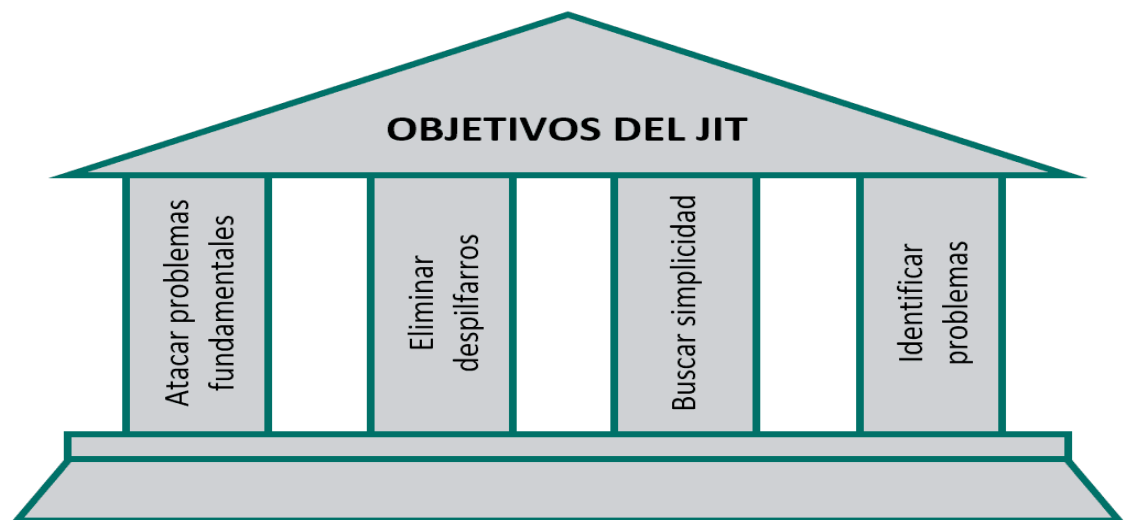 OBJETIVOS DEL JIT
Atacar problemas
fundamentales
Eliminar
despilfarros
Buscar simplicidad
Identificar
problemas